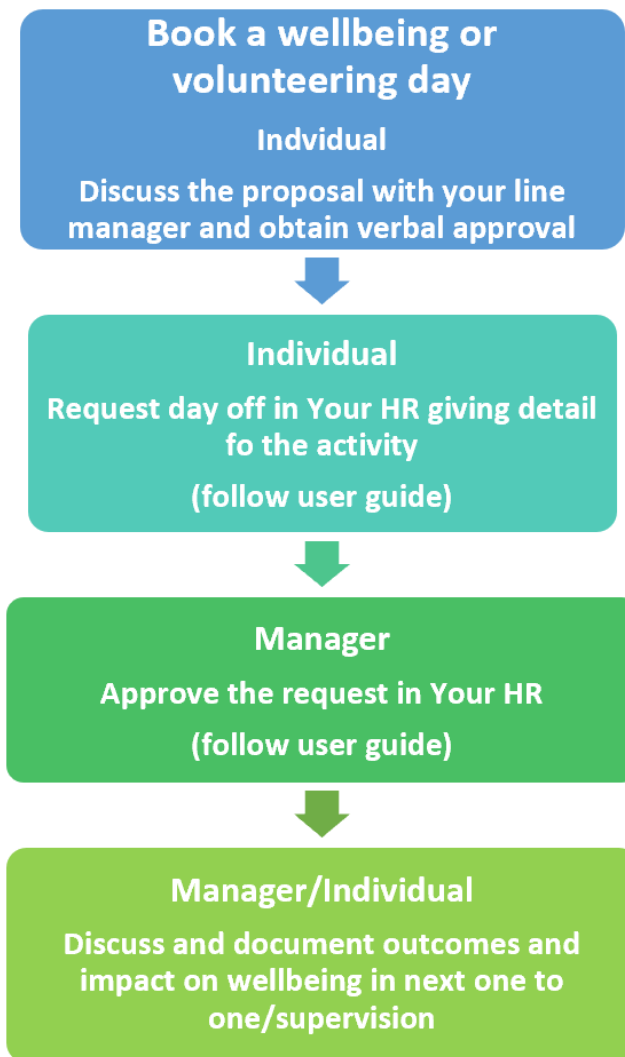 Book a wellbeing or
volunteering day
Indvidual
Discuss the proposal with your line
manager and obtain verbal approval
Individual
Request day off in Your HR giving detail
fo the activity
(follow user guide)
Manager
Approve the request in Your HR
(follow user guide)
Manager/Individual
Discuss and document outcomes and
impact on wellbeing in next one to
one/supervision